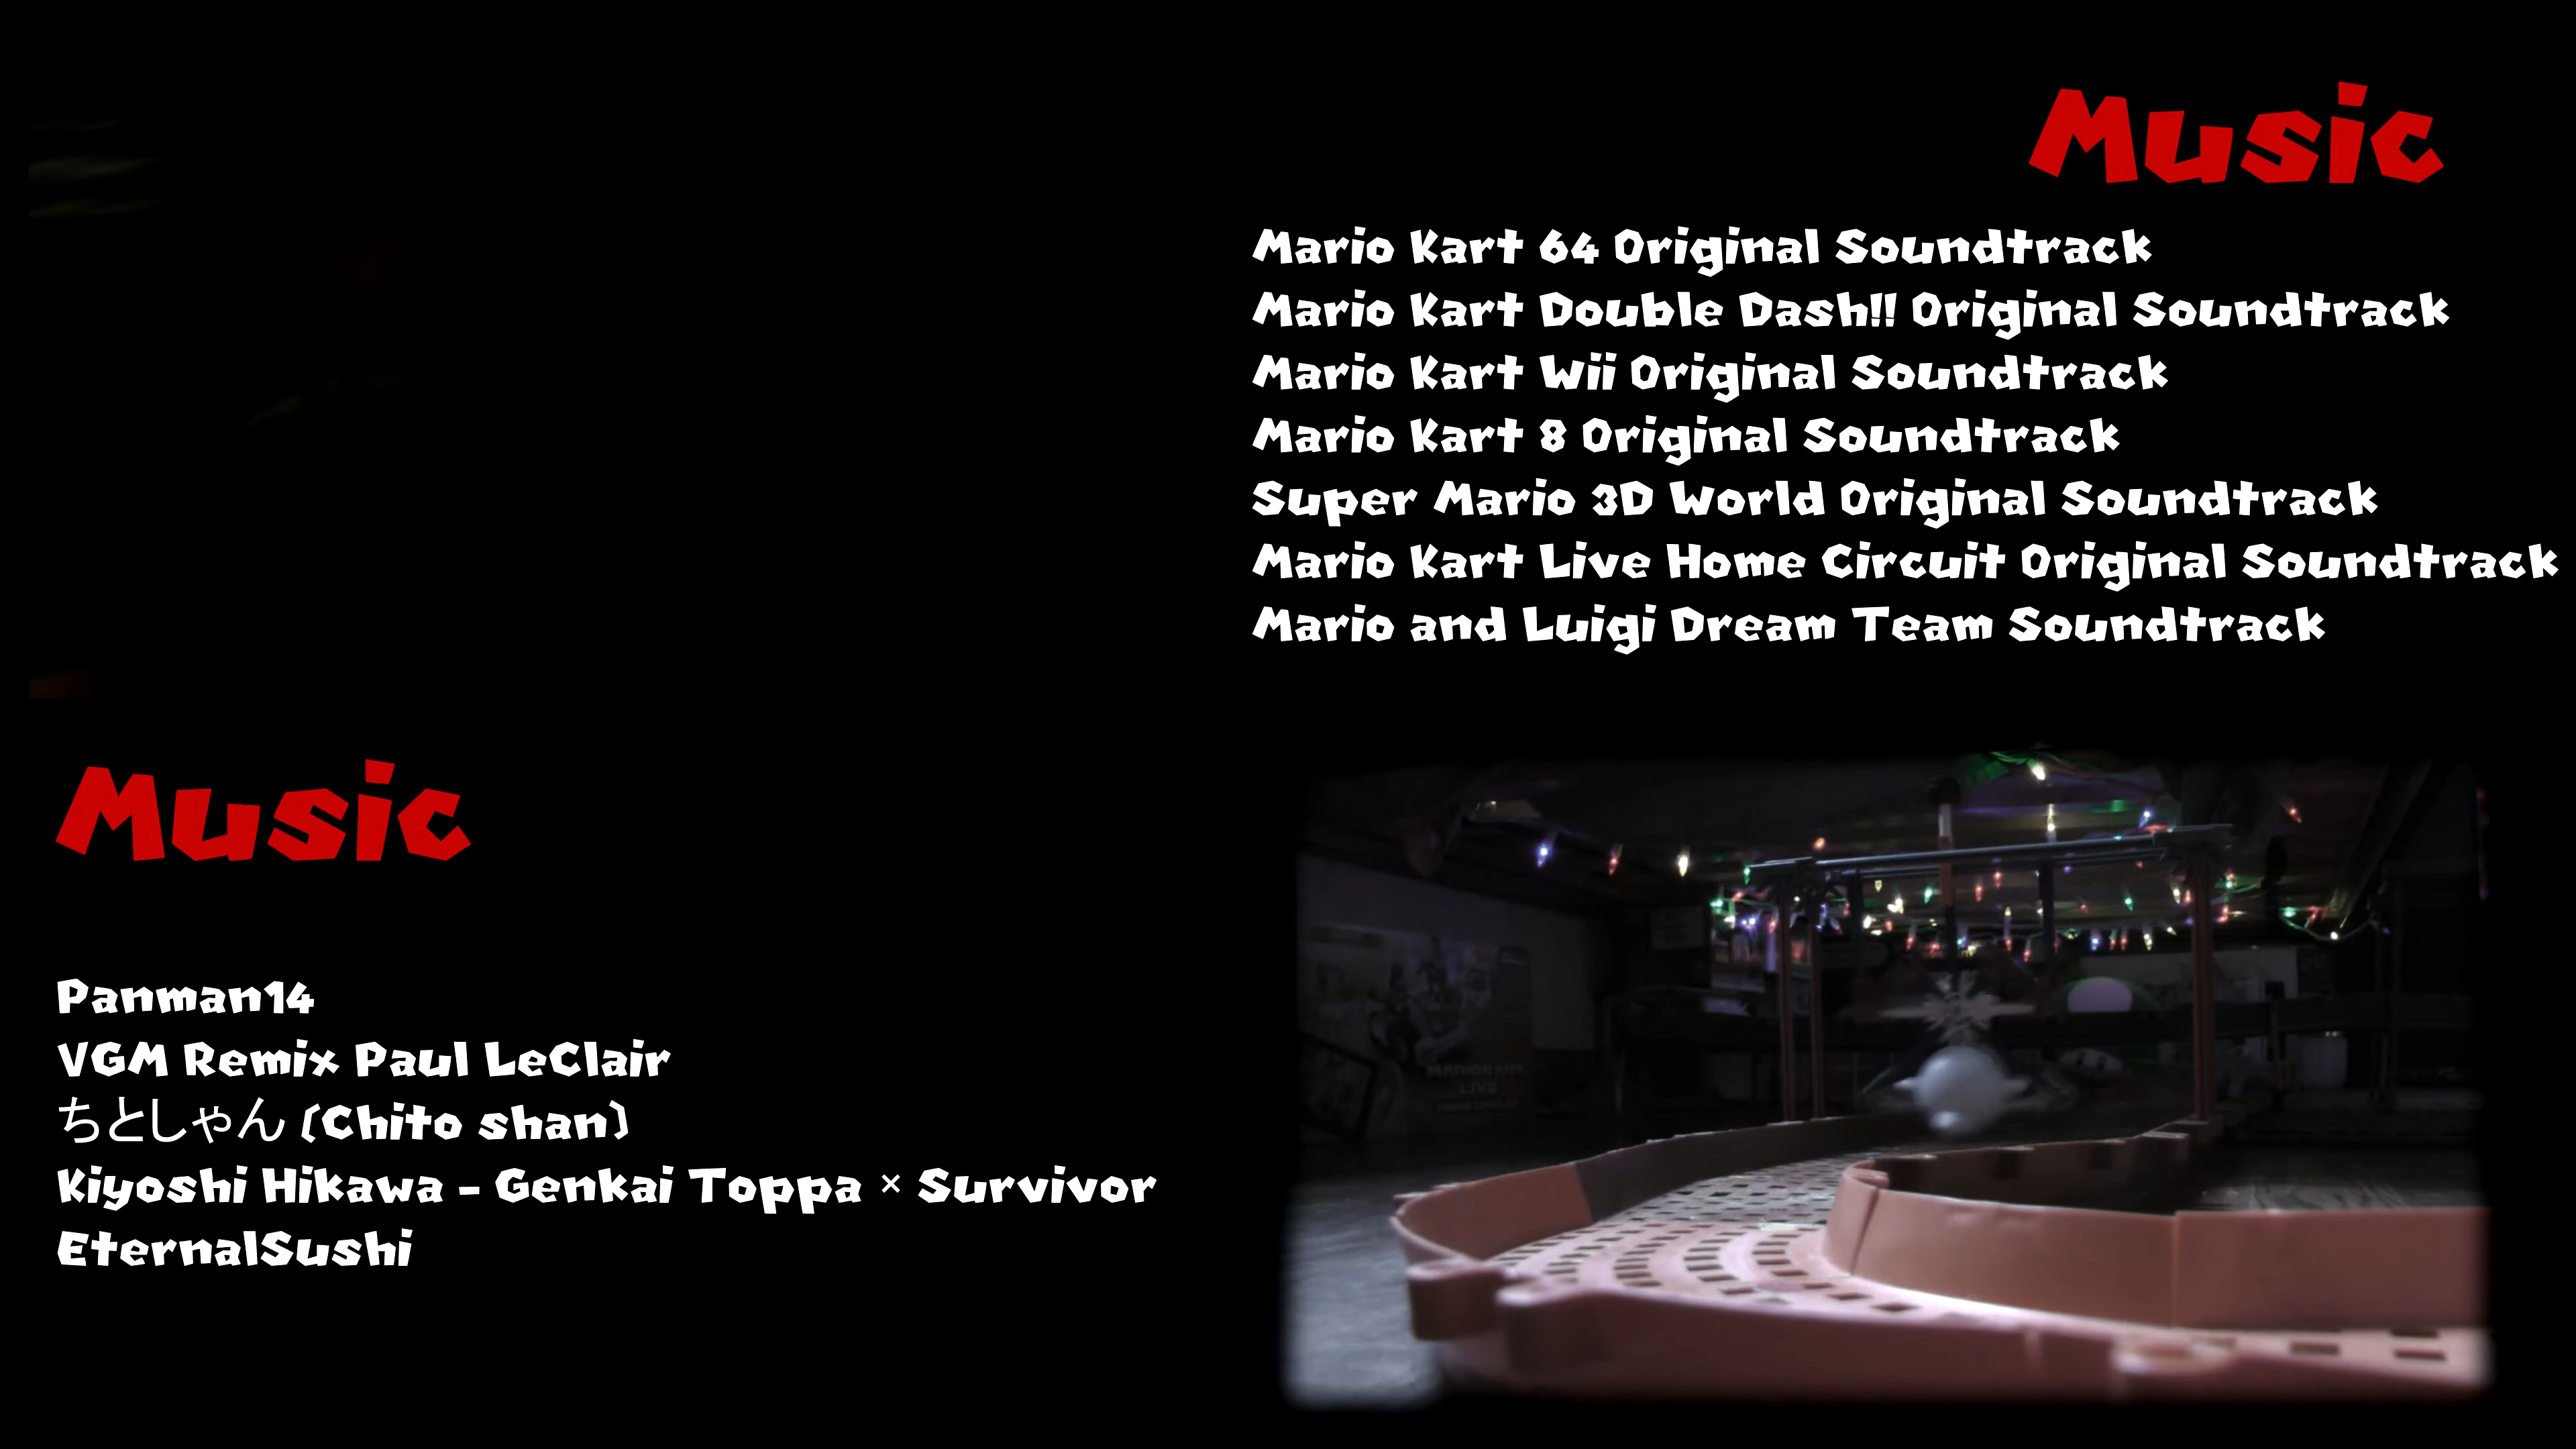 Music
Mario Kart 64 Original Soundtrack
Mario Kart Double Dash!! Original Soundtrack
Mario Kart Wii Original Soundtrack
Mario Kart 8 Original Soundtrack
Super Mario 3D World Original Soundtrack
Mario Kart Live Home Circuit Original Soundtrack
Mario and Luigi Dream Team Soundtrack
Music
Panman14
VGM Remix Paul LeClair
ちとしゃん (Chito shan)
Kiyoshi Hikawa - Genkai Toppa × Survivor
EternalSushi
MARIO KART
LIVE